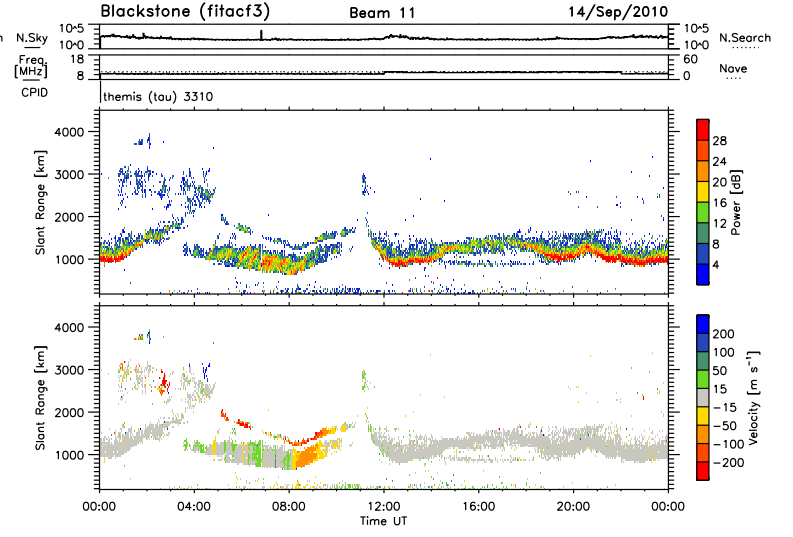 Blackstone (fitacf3) Beam 11 14/Sep/2010
N.Sky 10^5 10^0 10^5 10^0 N.Search
Freq. [MHz] 18 8 60 0 Nave
CPID themis (tau) 3310
Slant Range [km] 4000 3000 2000 1000
28 24 20 16 12 8 4 Power [dB]
Slant Range [km] 4000 3000 2000 1000
200 100 50 15 -15 -50 -100 -200 Velocity [m s⁻¹]
00:00 04:00 08:00 12:00 16:00 20:00 00:00
Time UT